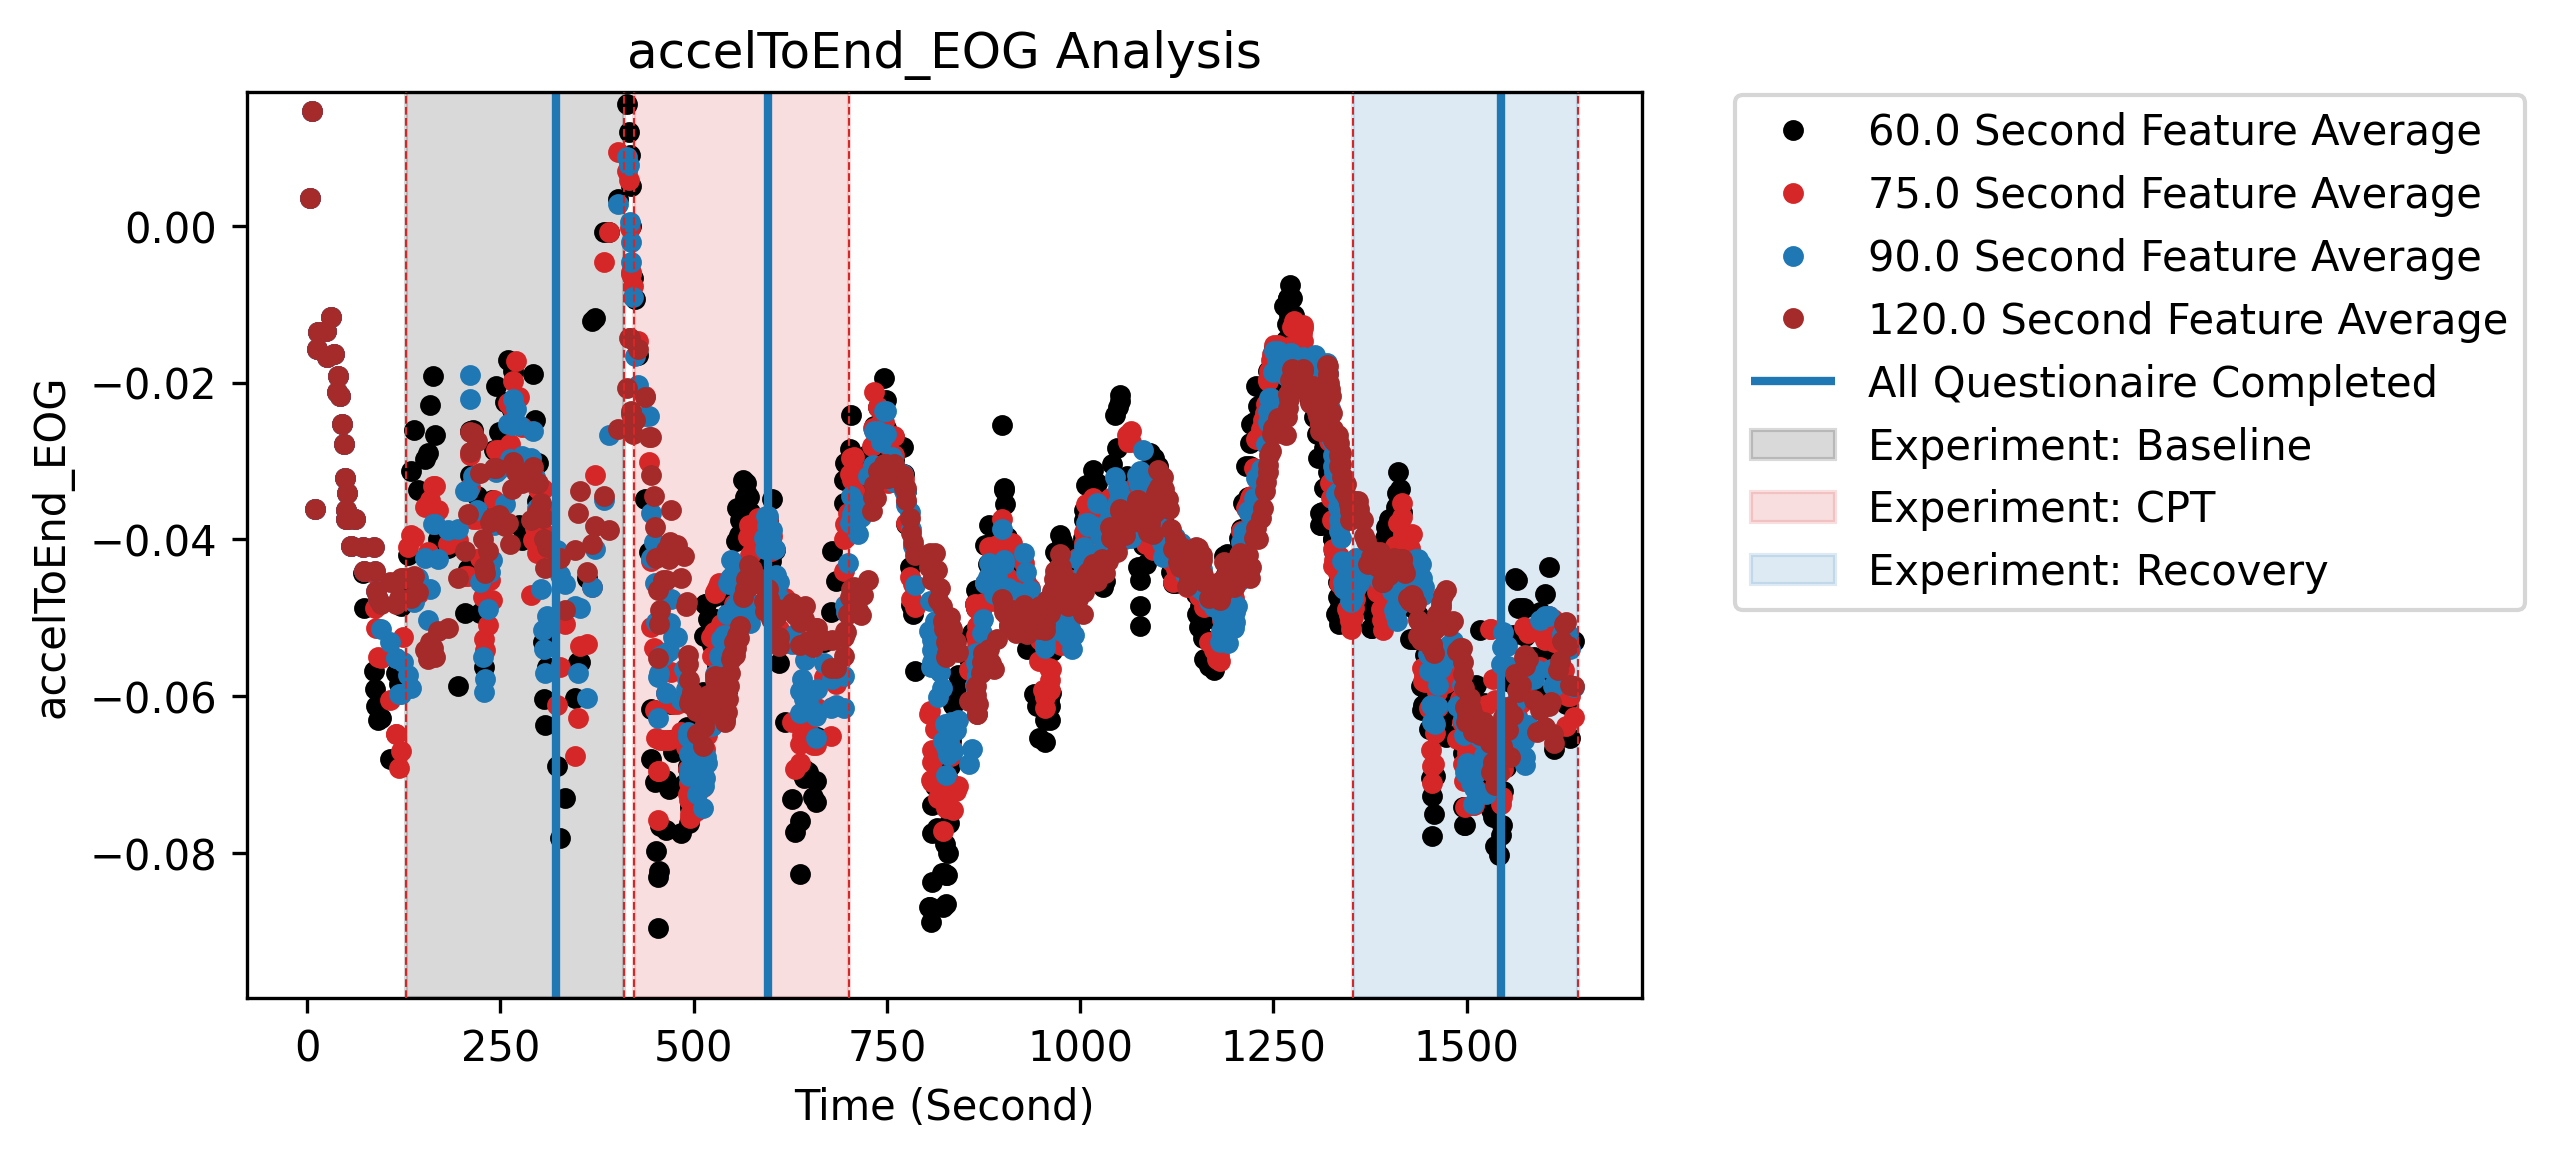 accelToEnd_EOG Analysis
accelToEnd_EOG
0.00
−0.02
−0.04
−0.06
−0.08
0
250
500
750
1000
1250
1500
Time (Second)
60.0 Second Feature Average
75.0 Second Feature Average
90.0 Second Feature Average
120.0 Second Feature Average
All Questionaire Completed
Experiment: Baseline
Experiment: CPT
Experiment: Recovery